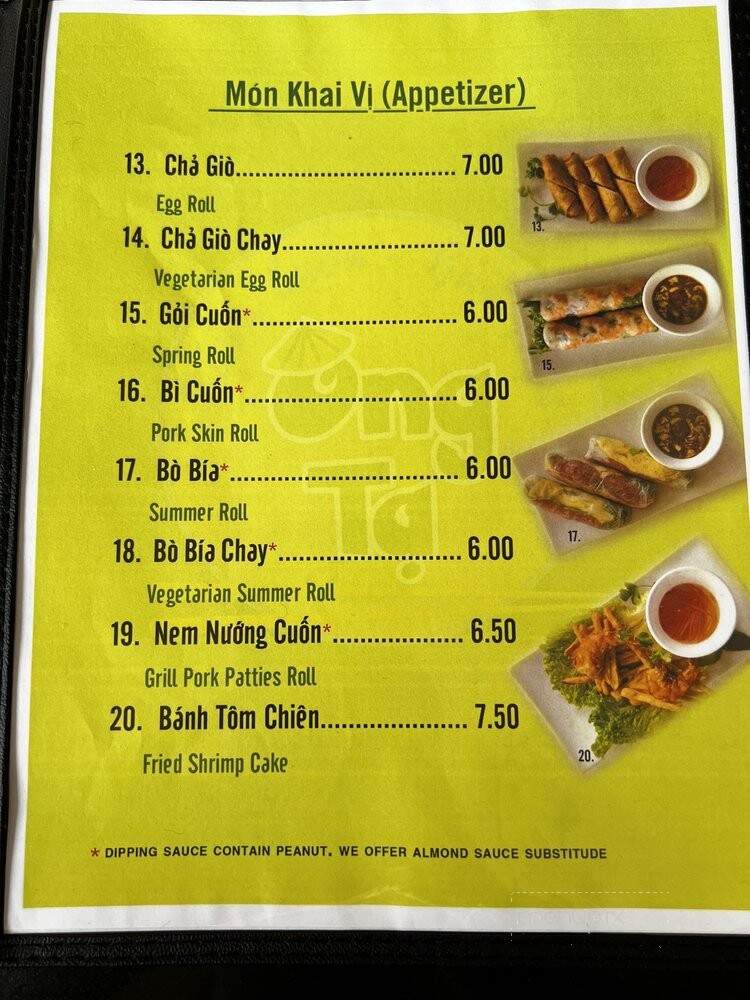 Món Khai Vị (Appetizer)
13. Chả Giò.................................. 7.00
Egg Roll
14. Chả Giò Chay........................... 7.00
Vegetarian Egg Roll
15. Gỏi Cuốn*............................... 6.00
Spring Roll
16. Bì Cuốn*................................ 6.00
Pork Skin Roll
17. Bò Bía*................................... 6.00
Summer Roll
18. Bò Bía Chay*............................ 6.00
Vegetarian Summer Roll
19. Nem Nướng Cuốn*................... 6.50
Grill Pork Patties Roll
20. Bánh Tôm Chiên..................... 7.50
Fried Shrimp Cake
13.
15.
17.
20.
Ông
Tạ
* DIPPING SAUCE CONTAIN PEANUT. WE OFFER ALMOND SAUCE SUBSTITUDE